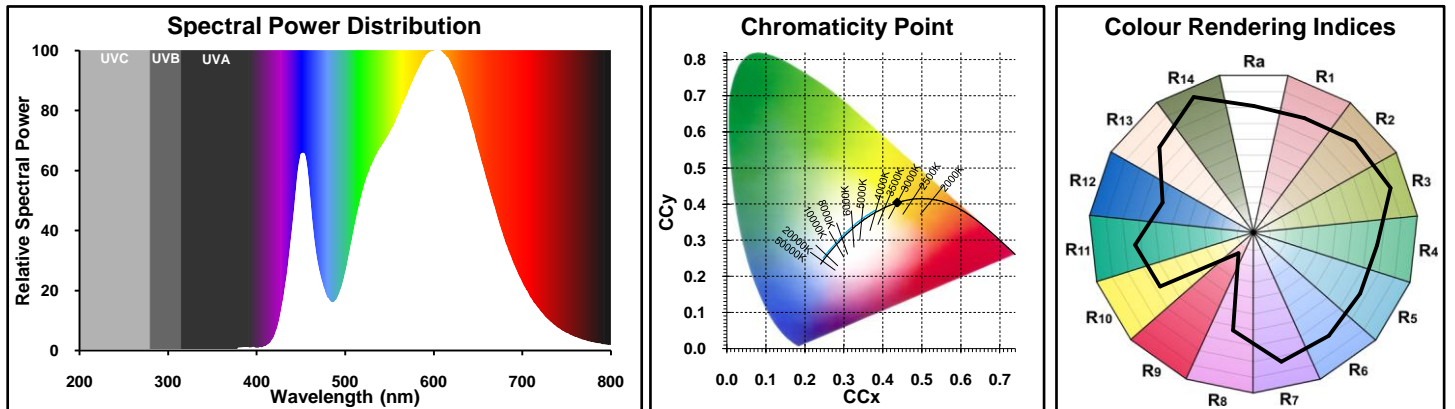 Spectral Power Distribution
Relative Spectral Power
100
80
60
40
20
0
UVC UVB UVA
200 300 400 500 600 700 800
Wavelength (nm)
Chromaticity Point
CCy
0.8
0.7
0.6
0.5
0.4
0.3
0.2
0.1
0.0
50000K
20000K
10000K
8000K
6000K
5000K
4000K
3500K
3000K
2500K
2000K
0.0 0.1 0.2 0.3 0.4 0.5 0.6 0.7
CCx
Colour Rendering Indices
Ra
R1
R2
R3
R4
R5
R6
R7
R8
R9
R10
R11
R12
R13
R14